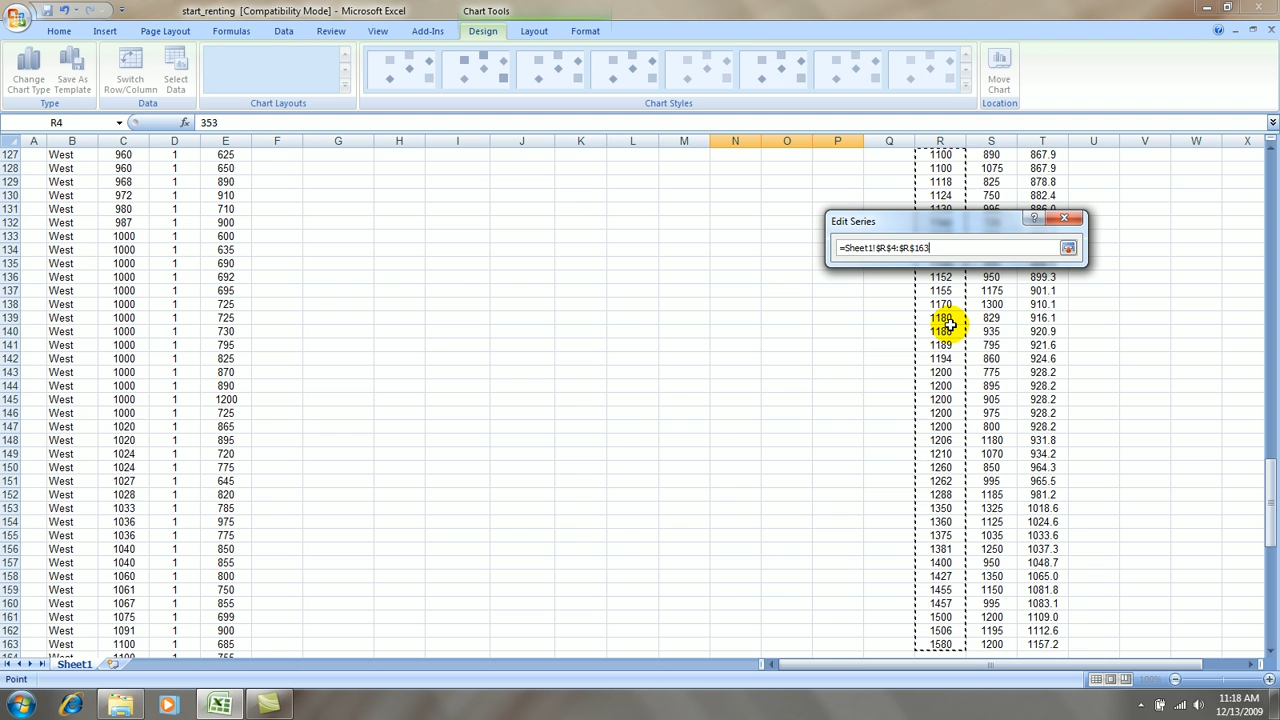 start_renting [Compatibility Mode] - Microsoft Excel
Chart Tools
Home Insert Page Layout Formulas Data Review View Add-Ins Design Layout Format
Change Chart Type
Save As Template
Switch Row/Column
Select Data
Move Chart
Type Data Chart Layouts Chart Styles Location
R4 fx 353
A B C D E F G H I J K L M N O P Q R S T U V W X
127 West 960 1 625 1100 890 867.9
128 West 960 1 650 1100 1075 867.9
129 West 968 1 890 1118 825 878.8
130 West 972 1 910 1124 750 882.4
131 West 980 1 710 1130 995 886.0
132 West 987 1 900
133 West 1000 1 600
134 West 1000 1 635
135 West 1000 1 690
136 West 1000 1 692 1152 950 899.3
137 West 1000 1 695 1155 1175 901.1
138 West 1000 1 725 1170 1300 910.1
139 West 1000 1 725 1180 829 916.1
140 West 1000 1 730 1188 935 920.9
141 West 1000 1 795 1189 795 921.6
142 West 1000 1 825 1194 860 924.6
143 West 1000 1 870 1200 775 928.2
144 West 1000 1 890 1200 895 928.2
145 West 1000 1 1200 1200 905 928.2
146 West 1000 1 725 1200 975 928.2
147 West 1020 1 865 1200 800 928.2
148 West 1020 1 895 1206 1180 931.8
149 West 1024 1 720 1210 1070 934.2
150 West 1024 1 775 1260 850 964.3
151 West 1027 1 645 1262 995 965.5
152 West 1028 1 820 1288 1185 981.2
153 West 1033 1 785 1350 1325 1018.6
154 West 1036 1 975 1360 1125 1024.6
155 West 1036 1 775 1375 1035 1033.6
156 West 1040 1 850 1381 1250 1037.3
157 West 1040 1 855 1400 950 1048.7
158 West 1060 1 800 1427 1350 1065.0
159 West 1061 1 750 1455 1150 1081.8
160 West 1067 1 855 1457 995 1083.1
161 West 1075 1 699 1500 1200 1109.0
162 West 1091 1 900 1506 1195 1112.6
163 West 1100 1 685 1580 1200 1157.2
Edit Series
=Sheet1!$R$4:$R$163
Sheet1
Point
100%
11:18 AM
12/13/2009